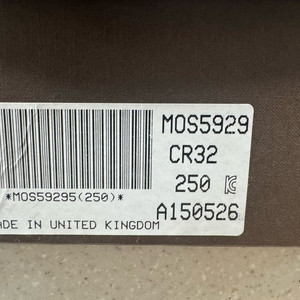 MOS5929
CR32
*MOS59295(250)*
250
A150526
ADE IN UNITED KINGDOM